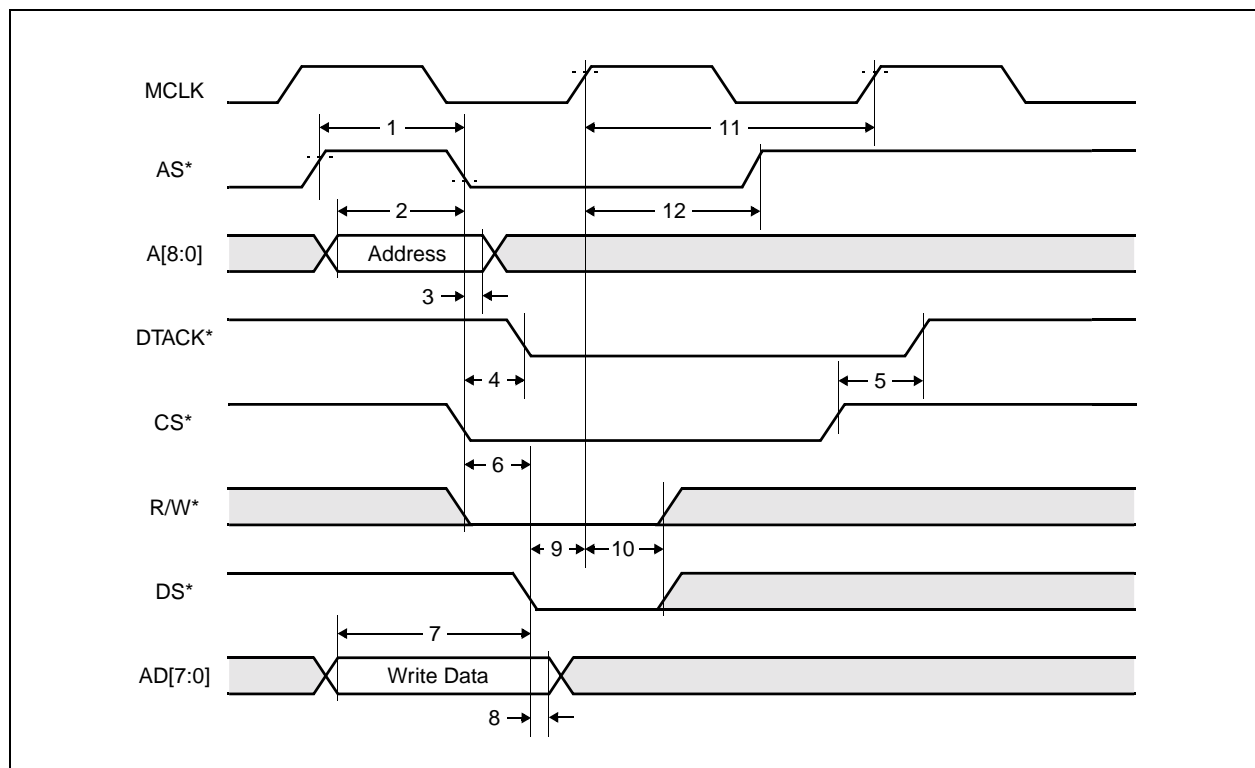 MCLK
1
11
AS*
2
12
A[8:0]
Address
3
DTACK*
4
5
CS*
6
R/W*
9
10
DS*
7
AD[7:0]
Write Data
8